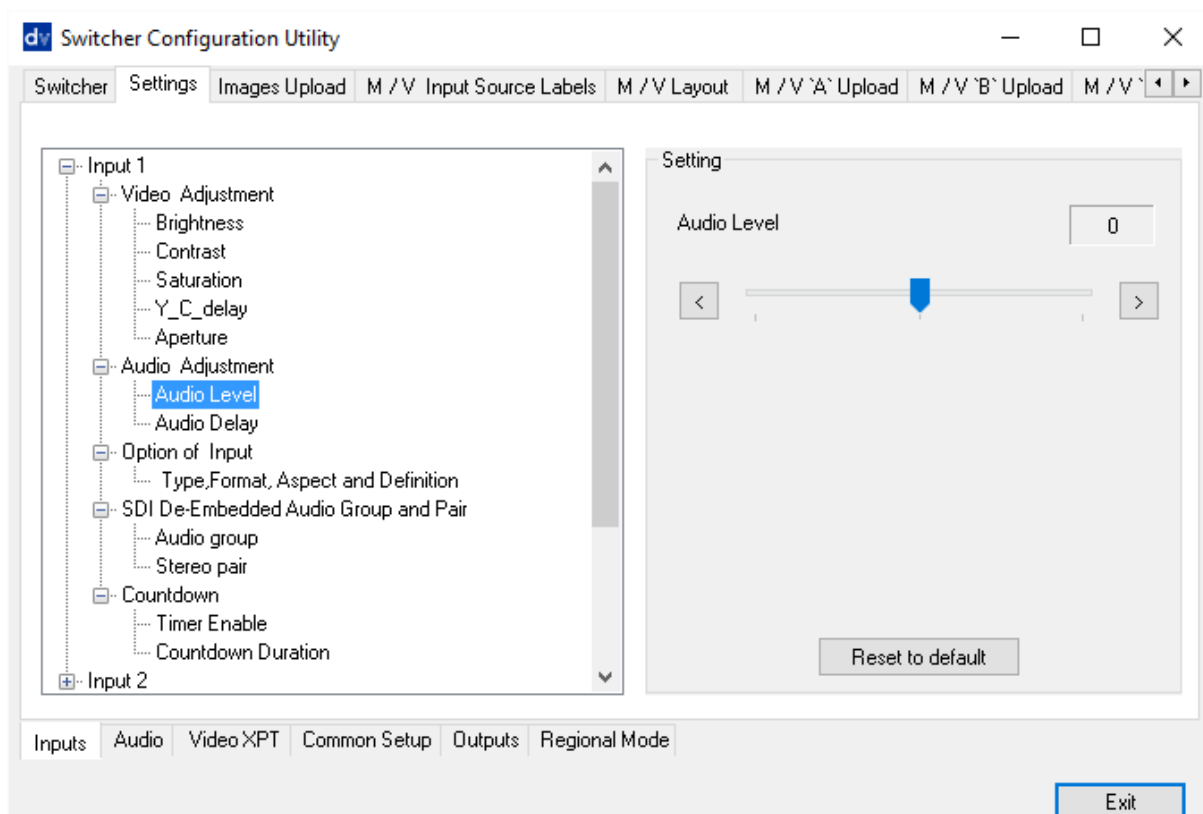 dv Switcher Configuration Utility
Switcher Settings Images Upload M / V Input Source Labels M / V Layout M / V `A` Upload M / V `B` Upload M / V `
Input 1
Setting
Video Adjustment
Brightness
Audio Level 0
Contrast
Saturation
Y_C_delay
< >
Aperture
Audio Adjustment
Audio Level
Audio Delay
Option of Input
Type,Format, Aspect and Definition
SDI De-Embedded Audio Group and Pair
Audio group
Stereo pair
Countdown
Timer Enable
Countdown Duration
Reset to default
Input 2
Inputs Audio Video XPT Common Setup Outputs Regional Mode
Exit